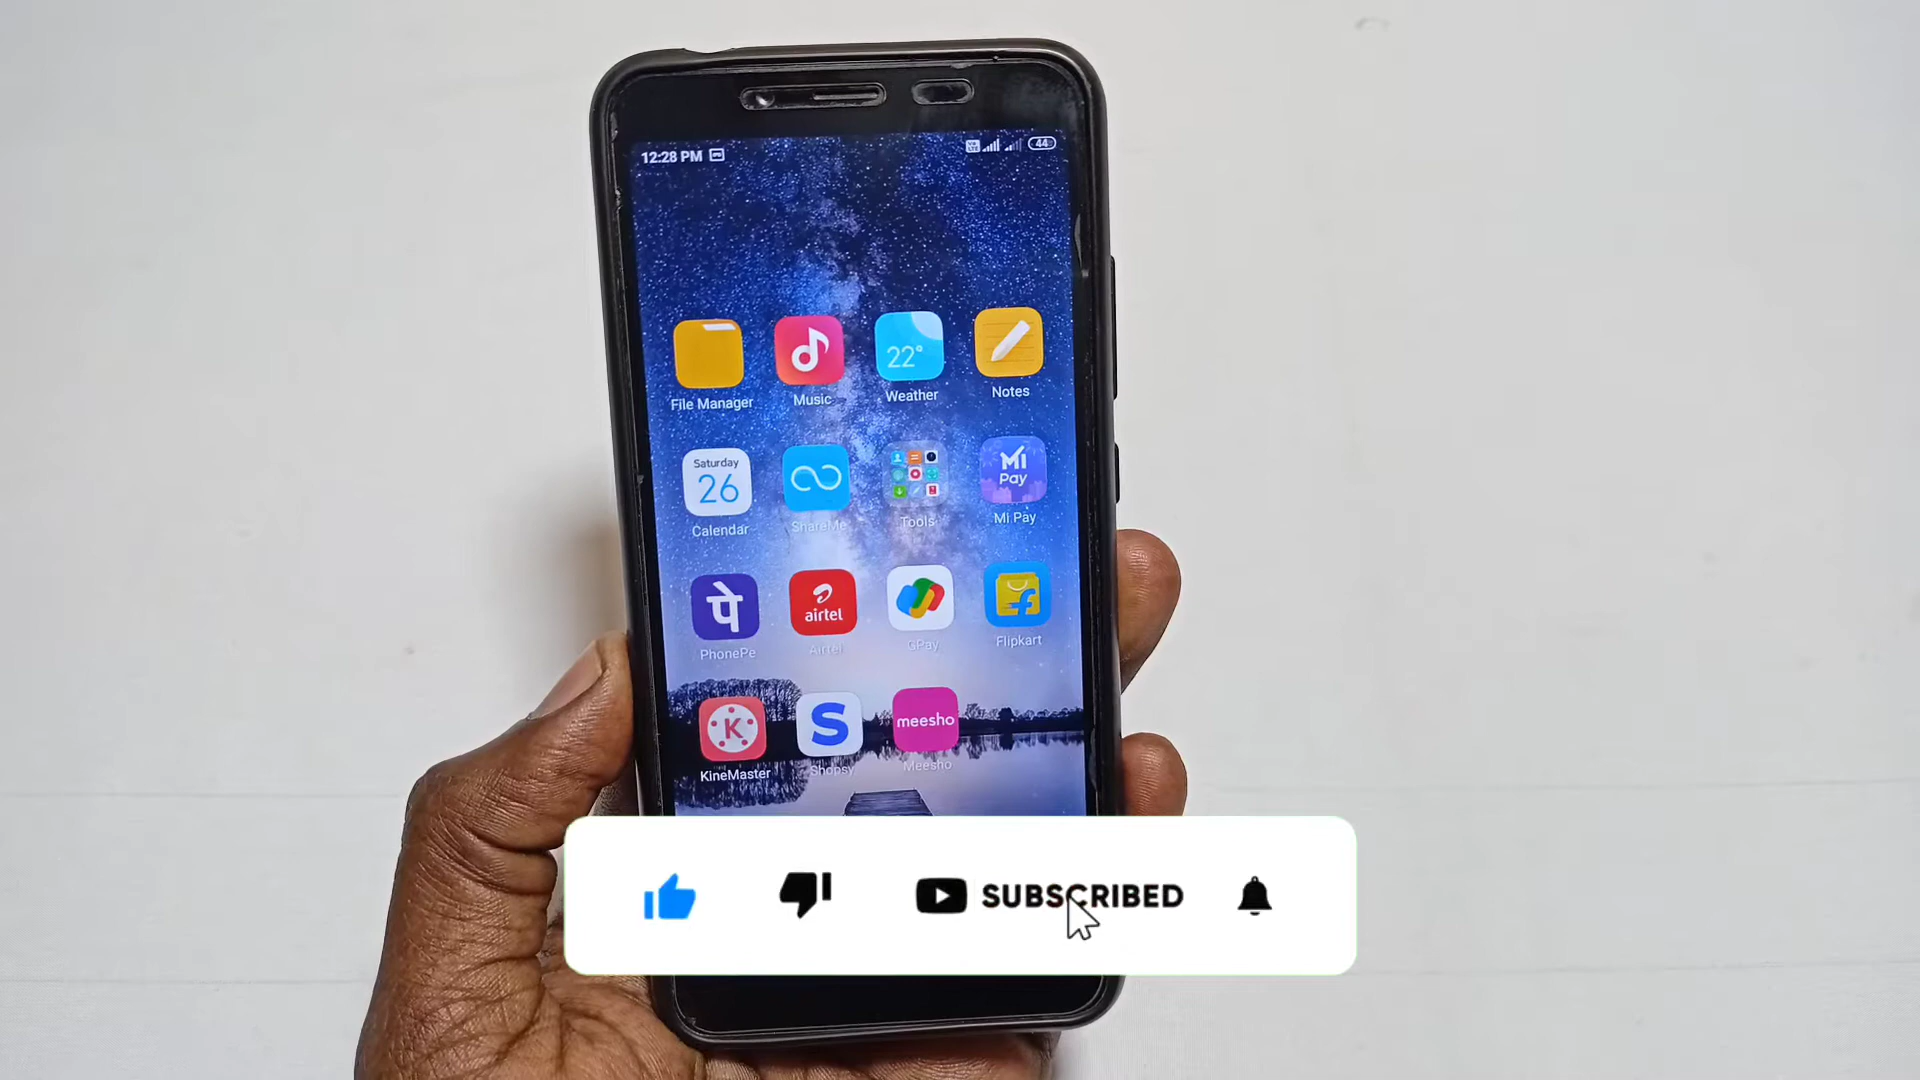 12:28 PM
44
22°
File Manager
Music
Weather
Notes
Saturday
26
MI
Pay
Calendar
ShareMe
Tools
Mi Pay
पे
airtel
PhonePe
Airtel
GPay
Flipkart
K
S
meesho
KineMaster
Shopsy
Meesho
SUBSCRIBED